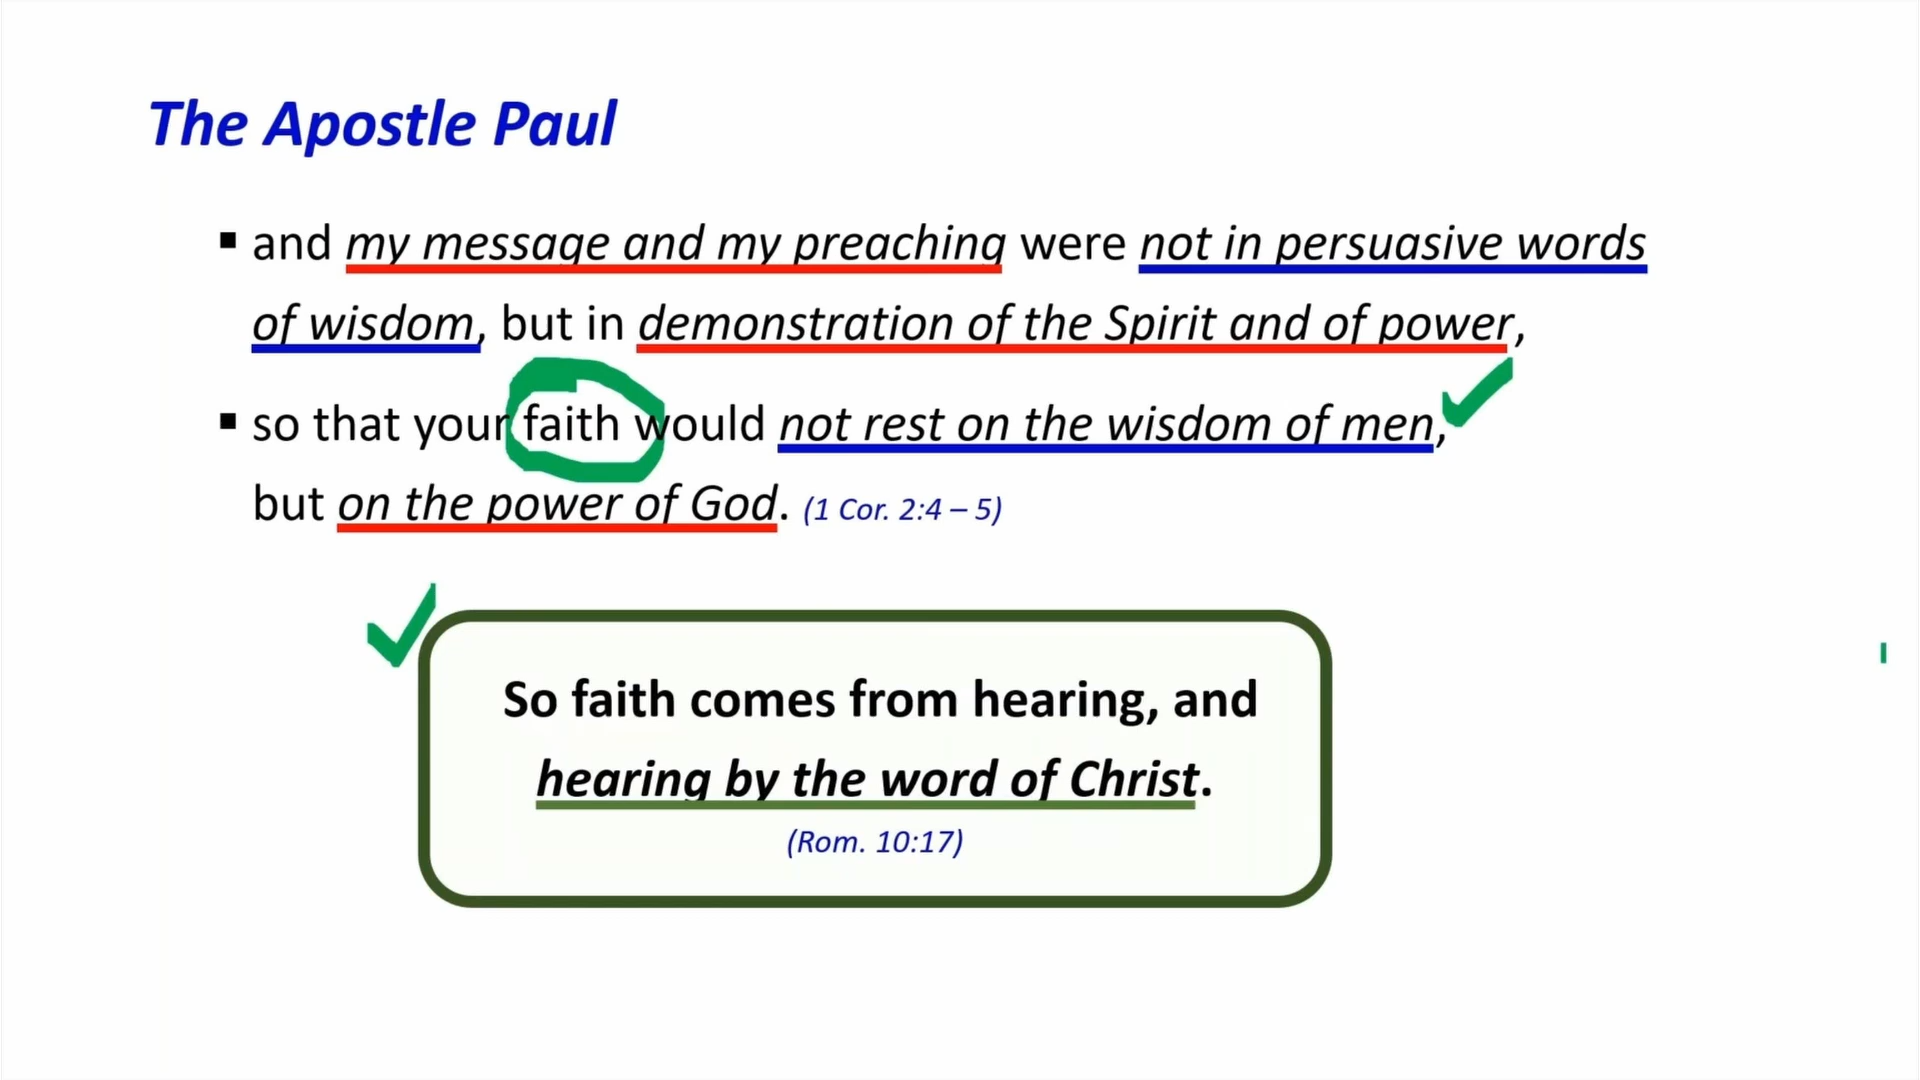 The Apostle Paul
▪ and my message and my preaching were not in persuasive words
of wisdom, but in demonstration of the Spirit and of power,
▪ so that your faith would not rest on the wisdom of men,
but on the power of God. (1 Cor. 2:4 – 5)
So faith comes from hearing, and
hearing by the word of Christ.
(Rom. 10:17)